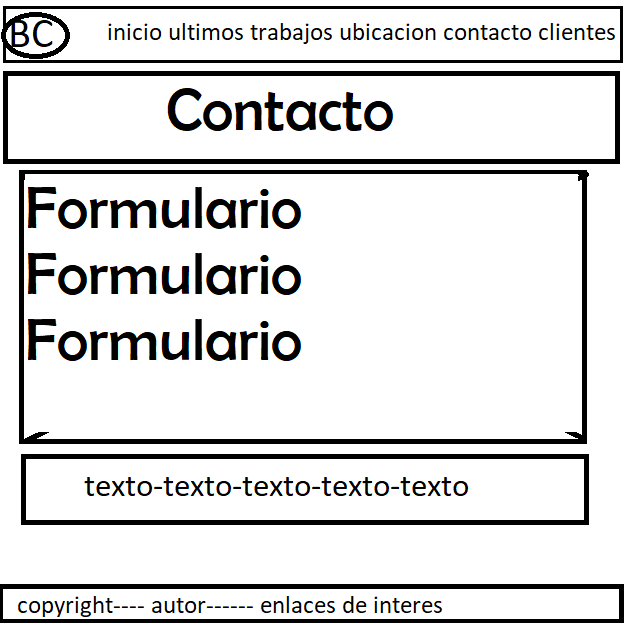 BC
inicio ultimos trabajos ubicacion contacto clientes
Contacto
Formulario
Formulario
Formulario
texto-texto-texto-texto-texto
copyright---- autor------ enlaces de interes